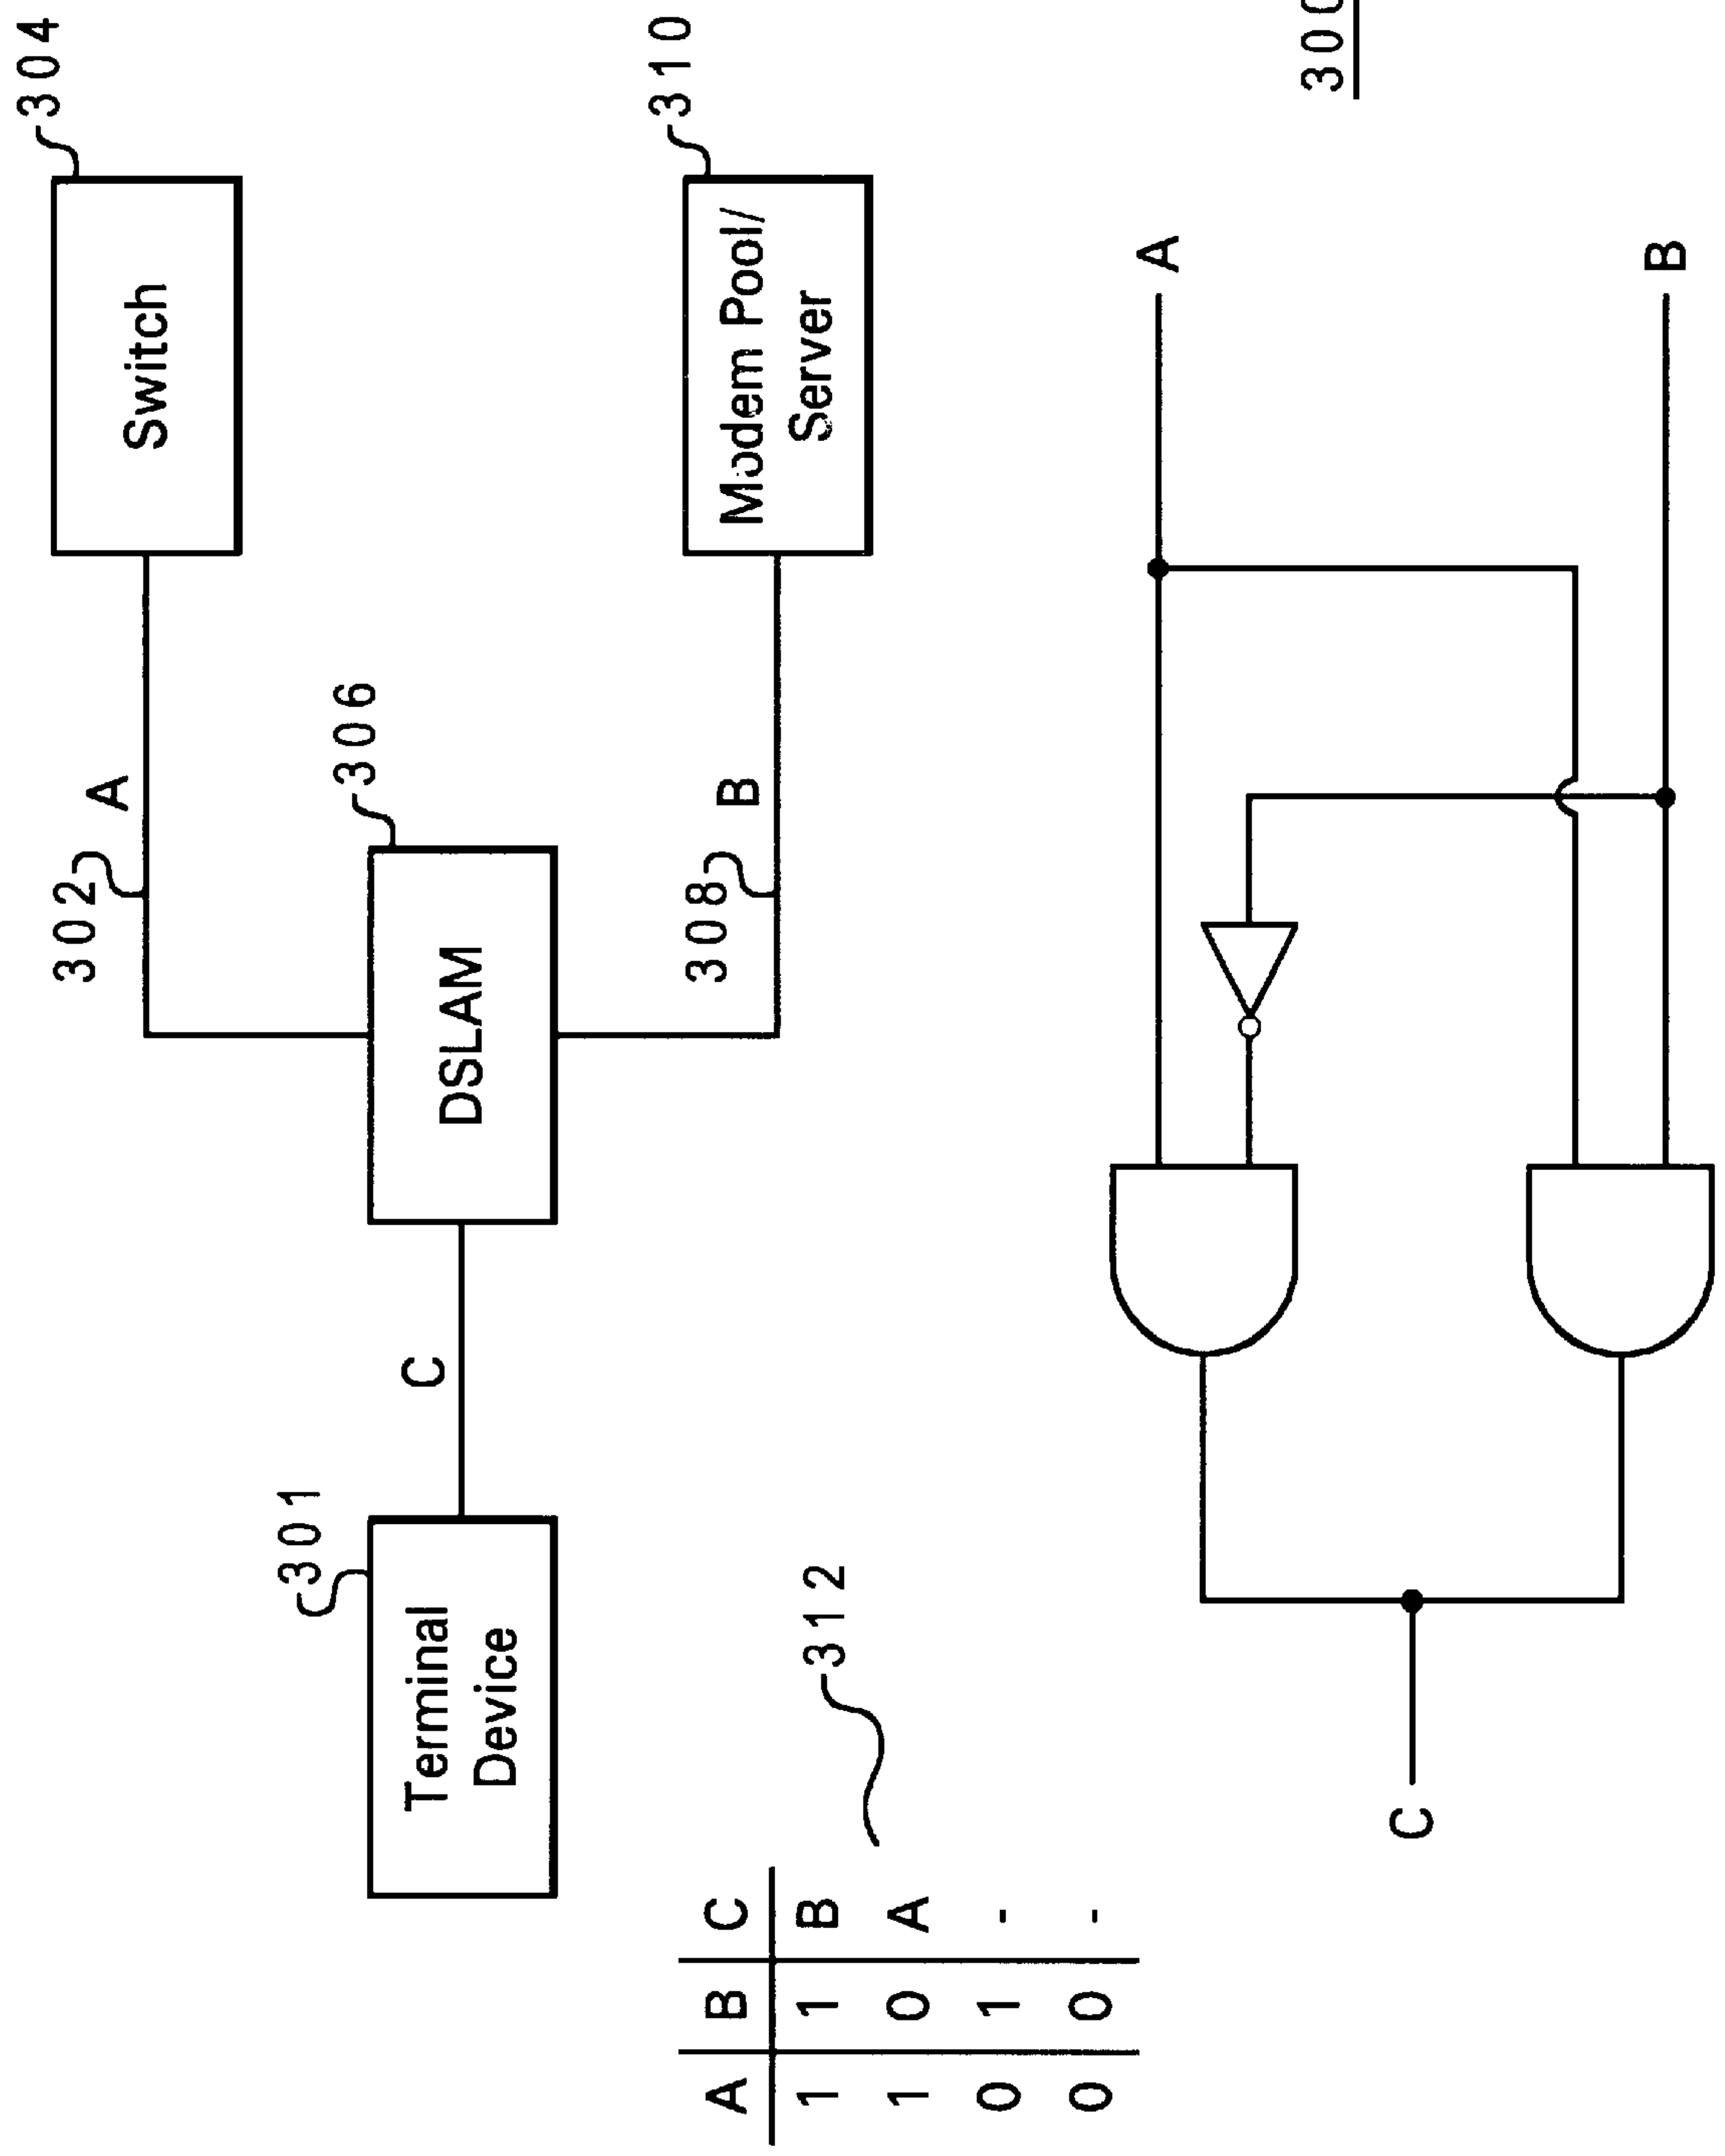 304
302
A
Switch
301
306
Terminal
Device
C
DSLAM
310
308
B
Modem Pool/
Server
312
A B C
1 1 B
1 0 A
0 1 -
0 0 -
A
300
C
B